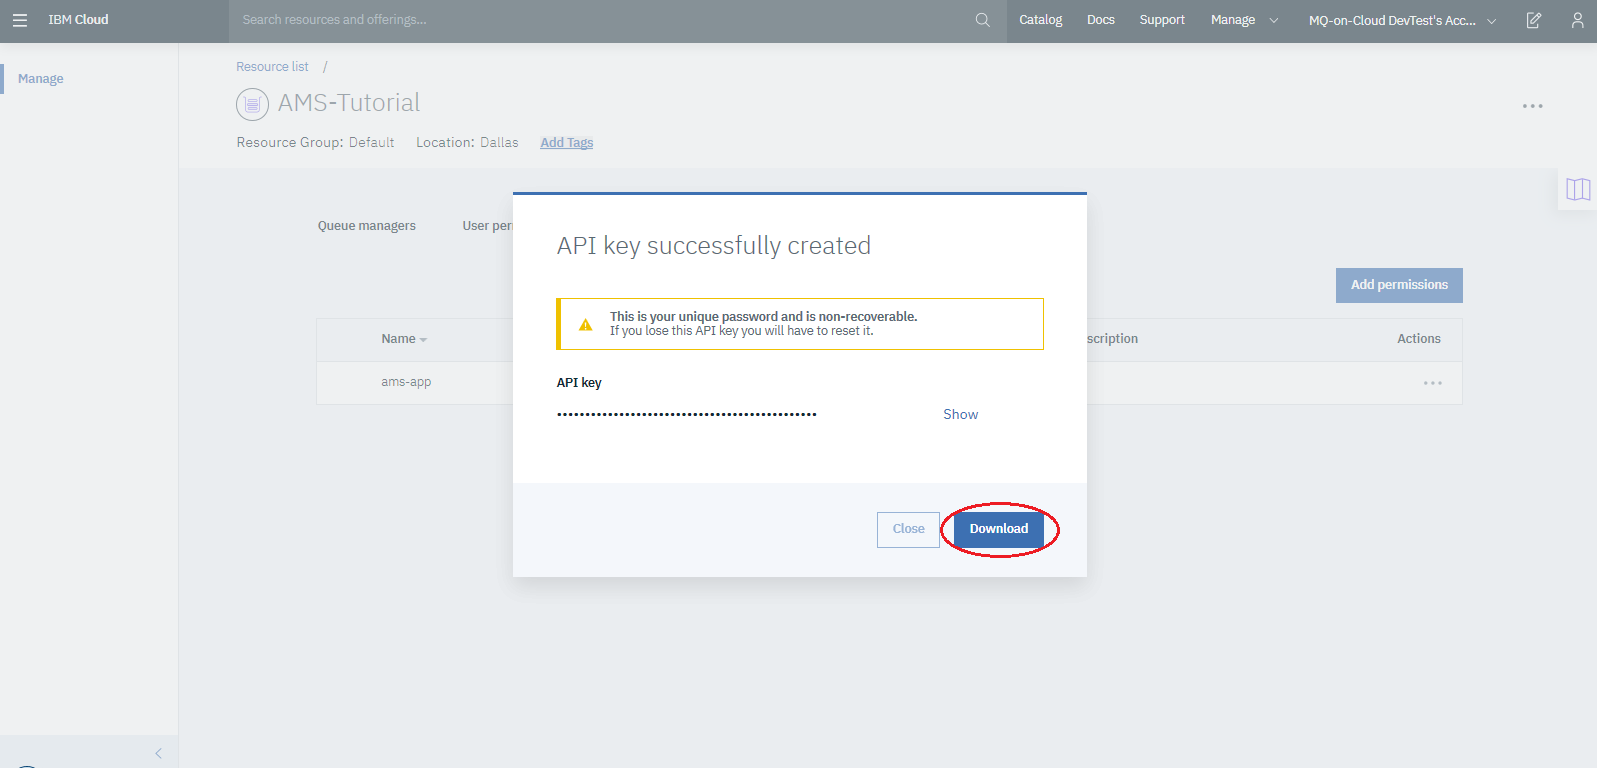 IBM Cloud
Search resources and offerings...
Catalog
Docs
Support
Manage
MQ-on-Cloud DevTest's Acc...
Manage
Resource list /
AMS-Tutorial
Resource Group: Default
Location: Dallas
Add Tags
Queue managers
User per
API key successfully created
Add permissions
This is your unique password and is non-recoverable.
If you lose this API key you will have to reset it.
Name
scription
Actions
ams-app
API key
••••••••••••••••••••••••••••••••••••••••••••
Show
Close
Download